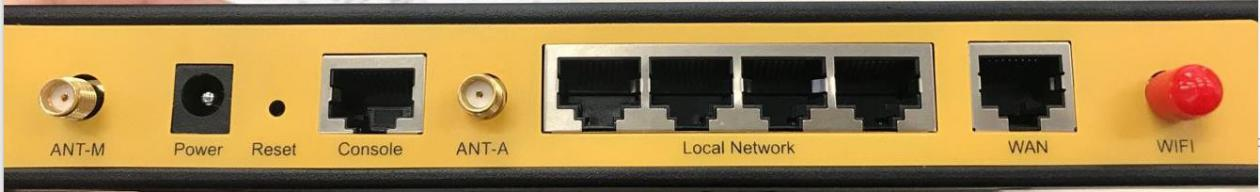 ANT-M
Power
Reset
Console
ANT-A
Local Network
WAN
WIFI